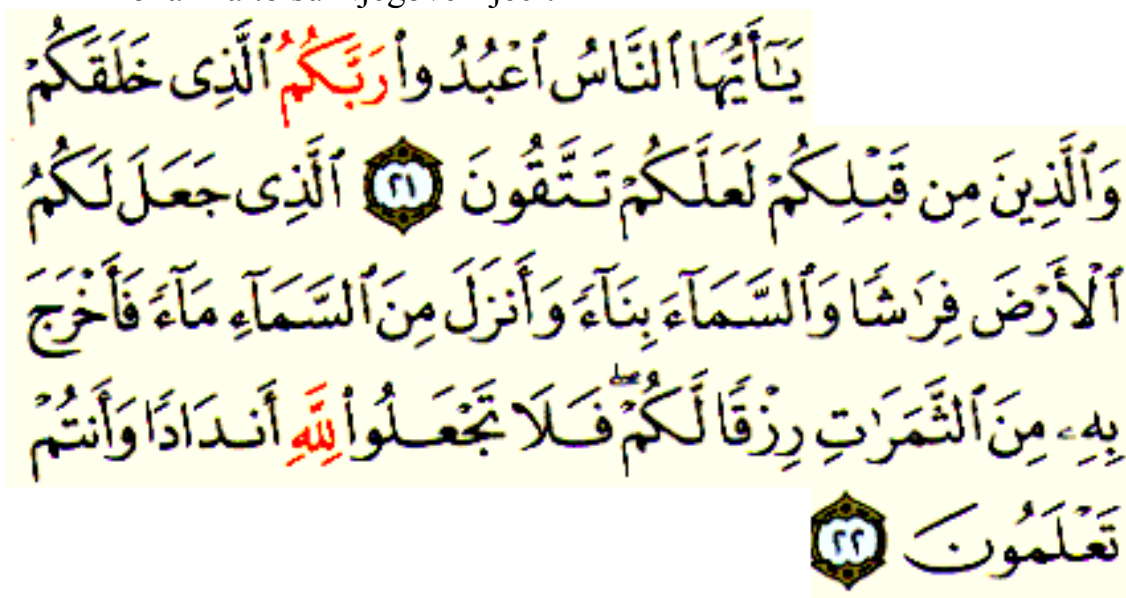 يَٰٓأَيُّهَا ٱلنَّاسُ ٱعْبُدُوا۟ رَبَّكُمُ ٱلَّذِى خَلَقَكُمْ
وَٱلَّذِينَ مِن قَبْلِكُمْ لَعَلَّكُمْ تَتَّقُونَ ٢١ ٱلَّذِى جَعَلَ لَكُمُ
ٱلْأَرْضَ فِرَٰشًا وَٱلسَّمَآءَ بِنَآءً وَأَنزَلَ مِنَ ٱلسَّمَآءِ مَآءً فَأَخْرَجَ
بِهِۦ مِنَ ٱلثَّمَرَٰتِ رِزْقًا لَّكُمْ ۖ فَلَا تَجْعَلُوا۟ لِلَّهِ أَندَادًا وَأَنتُمْ
تَعْلَمُونَ ٢٢